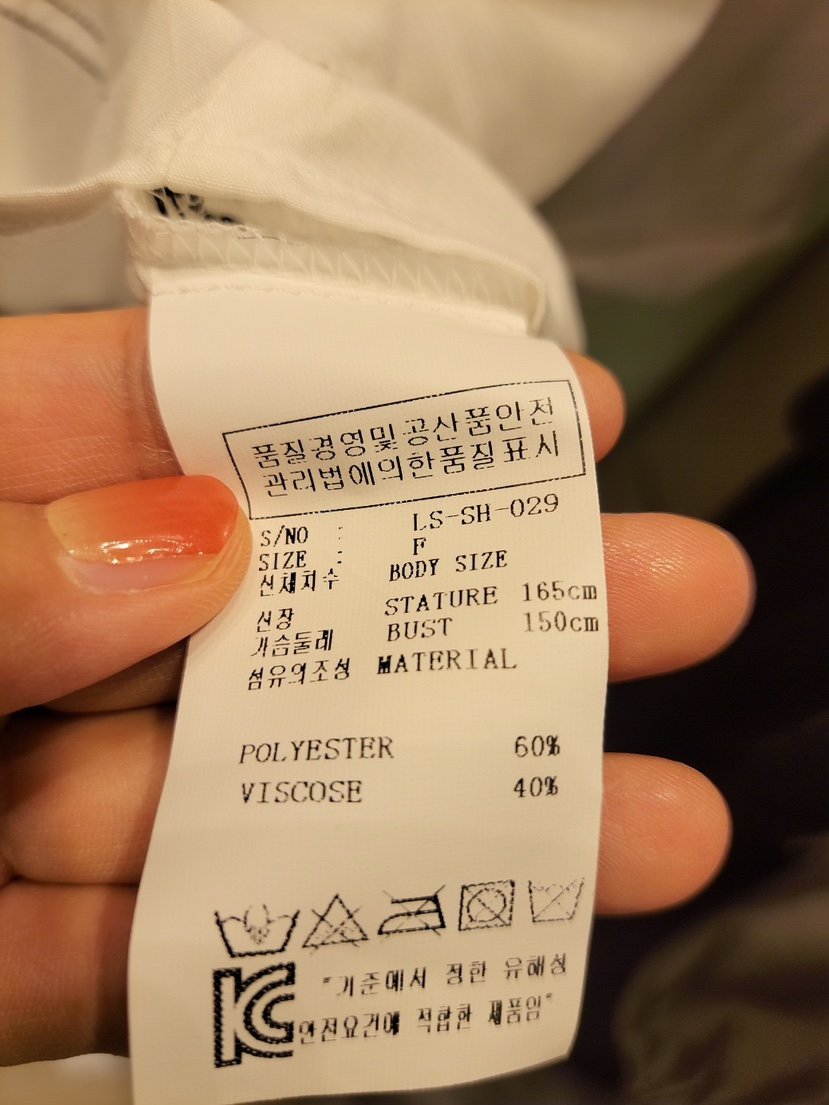 품질경영및공산품안전
관리법에의한품질표시
S/NO : LS-SH-029
SIZE : F
신체치수 BODY SIZE
신장 STATURE 165cm
가슴둘레 BUST 150cm
섬유의조성 MATERIAL
POLYESTER 60%
VISCOSE 40%
"기준에서 정한 유해성
KC 안전요건에 적합한 제품임"